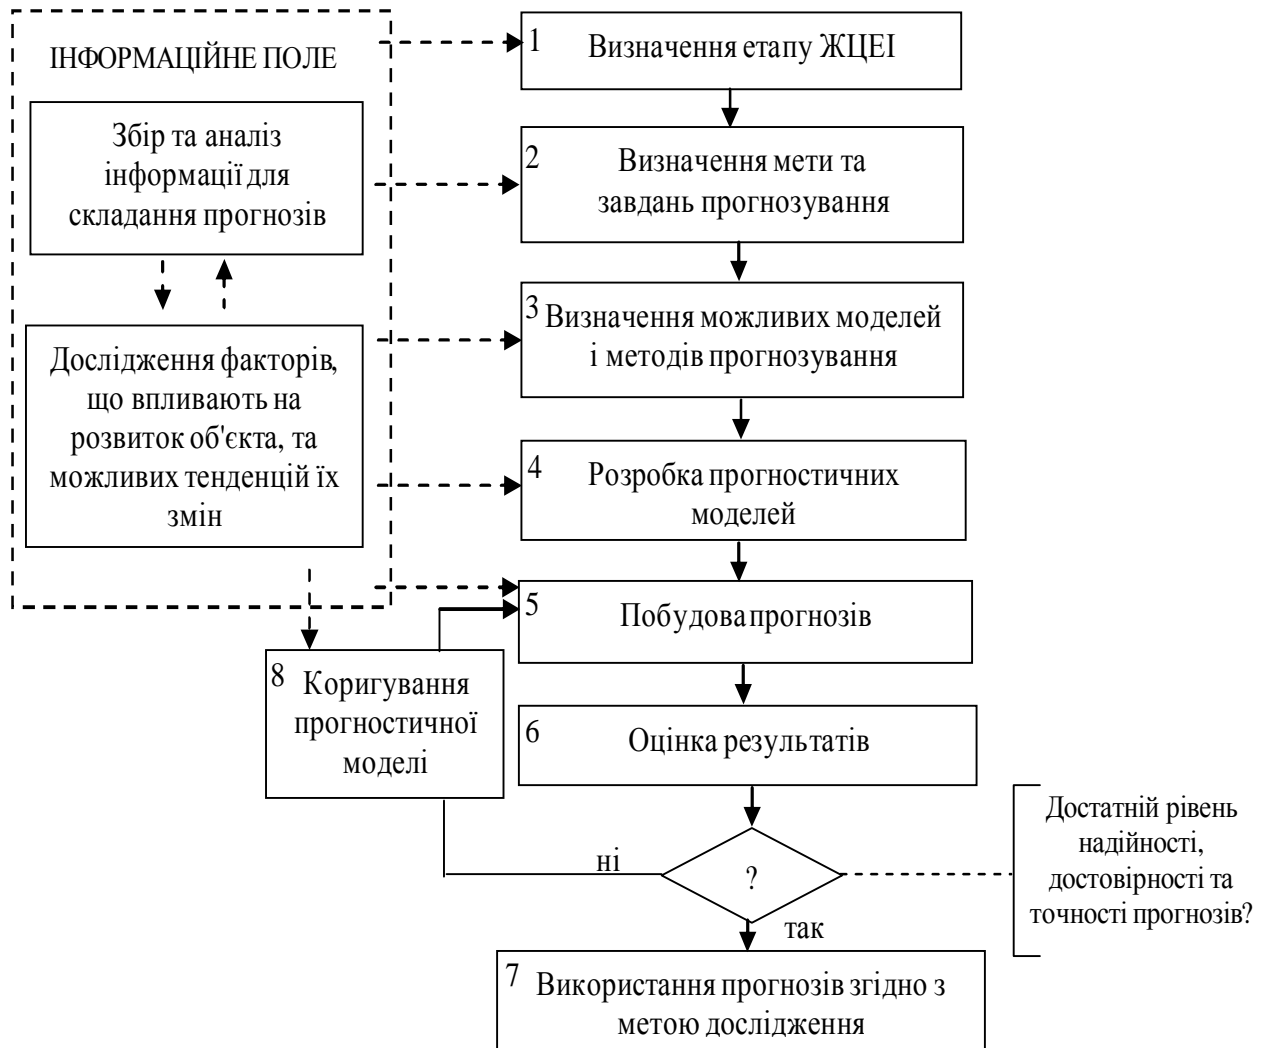 ІНФОРМАЦІЙНЕ ПОЛЕ
Збір та аналіз
інформації для
складання прогнозів
Дослідження факторів,
що впливають на
розвиток об'єкта, та
можливих тенденцій їх
змін
1
Визначення етапу ЖЦЕІ
2
Визначення мети та
завдань прогнозування
3
Визначення можливих моделей
і методів прогнозування
4
Розробка прогностичних
моделей
5
Побудова прогнозів
8
Коригування
прогностичної
моделі
6
Оцінка результатів
ні
?
так
Достатній рівень
надійності,
достовірності та
точності прогнозів?
7
Використання прогнозів згідно з
метою дослідження